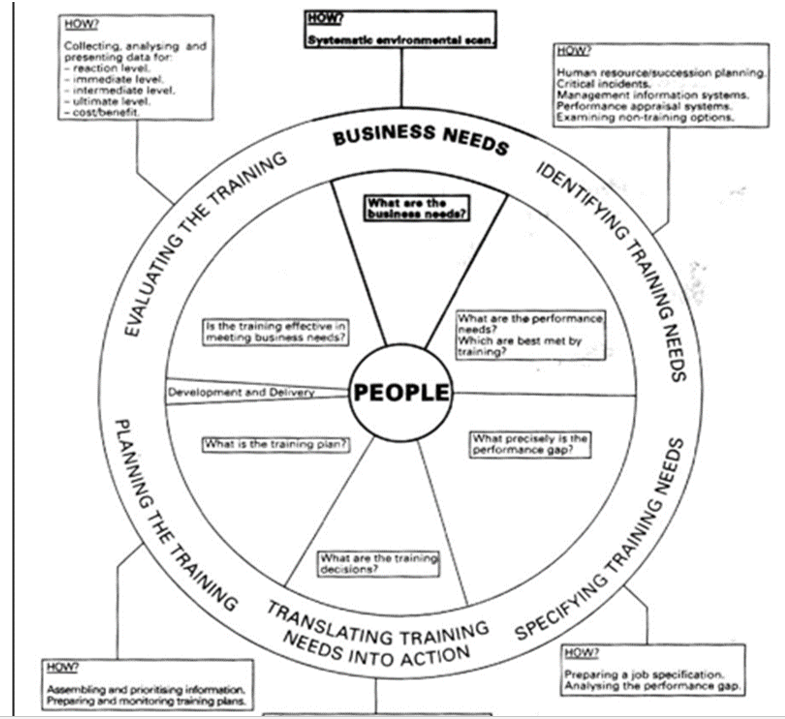 HOW?
Systematic environmental scan.
HOW?
Collecting, analysing and
presenting data for:
- reaction level.
- immediate level.
- intermediate level.
- ultimate level.
- cost/benefit.
HOW?
Human resource/succession planning.
Critical incidents.
Management information systems.
Performance appraisal systems.
Examining non-training options.
BUSINESS NEEDS
IDENTIFYING TRAINING NEEDS
SPECIFYING TRAINING NEEDS
TRANSLATING TRAINING
NEEDS INTO ACTION
PLANNING THE TRAINING
EVALUATING THE TRAINING
What are the
business needs?
What are the performance
needs?
Which are best met by
training?
What precisely is the
performance gap?
What are the training
decisions?
What is the training plan?
Development and Delivery
Is the training effective in
meeting business needs?
PEOPLE
HOW?
Assembling and prioritising information.
Preparing and monitoring training plans.
HOW?
Preparing a job specification.
Analysing the performance gap.